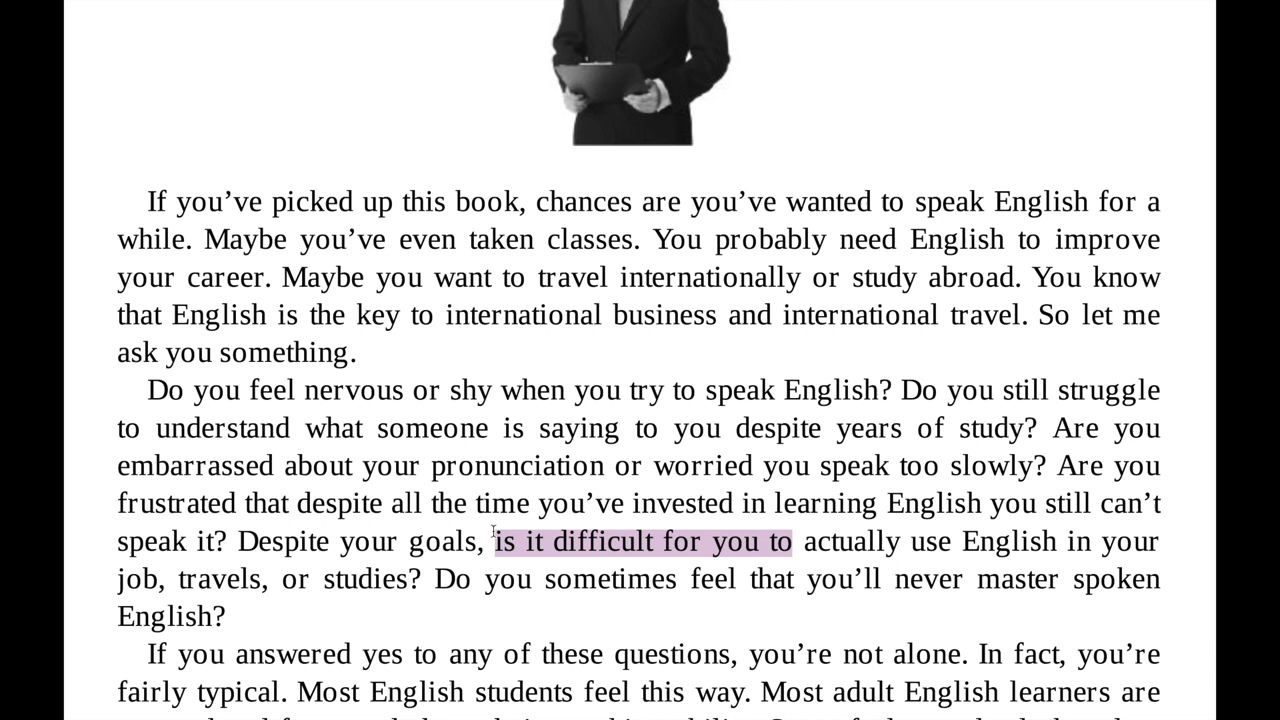 If you’ve picked up this book, chances are you’ve wanted to speak English for a
while. Maybe you’ve even taken classes. You probably need English to improve
your career. Maybe you want to travel internationally or study abroad. You know
that English is the key to international business and international travel. So let me
ask you something.
Do you feel nervous or shy when you try to speak English? Do you still struggle
to understand what someone is saying to you despite years of study? Are you
embarrassed about your pronunciation or worried you speak too slowly? Are you
frustrated that despite all the time you’ve invested in learning English you still can’t
speak it? Despite your goals, is it difficult for you to actually use English in your
job, travels, or studies? Do you sometimes feel that you’ll never master spoken
English?
If you answered yes to any of these questions, you’re not alone. In fact, you’re
fairly typical. Most English students feel this way. Most adult English learners are